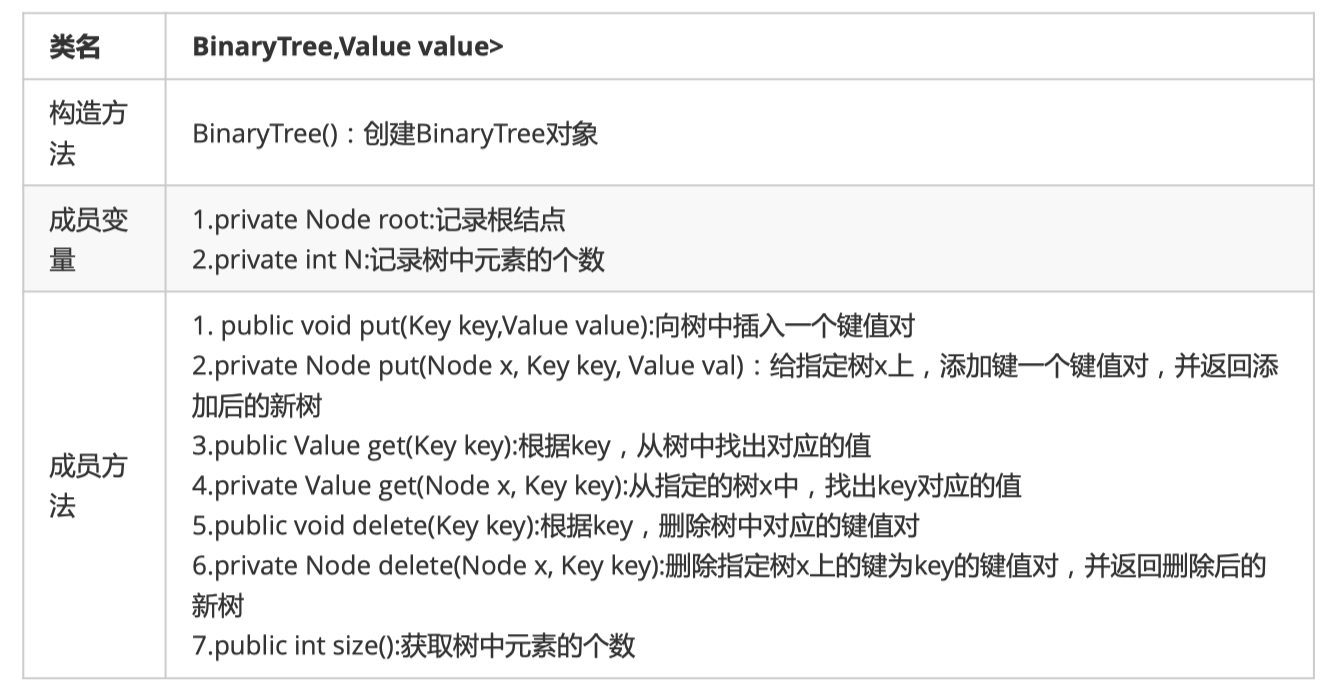 类名
BinaryTree,Value value>
构造方
法
BinaryTree()：创建BinaryTree对象
成员变
量
1.private Node root:记录根结点
2.private int N:记录树中元素的个数
成员方
法
1. public void put(Key key,Value value):向树中插入一个键值对
2.private Node put(Node x, Key key, Value val)：给指定树x上，添加键一个键值对，并返回添
加后的新树
3.public Value get(Key key):根据key，从树中找出对应的值
4.private Value get(Node x, Key key):从指定的树x中，找出key对应的值
5.public void delete(Key key):根据key，删除树中对应的键值对
6.private Node delete(Node x, Key key):删除指定树x上的键为key的键值对，并返回删除后的
新树
7.public int size():获取树中元素的个数